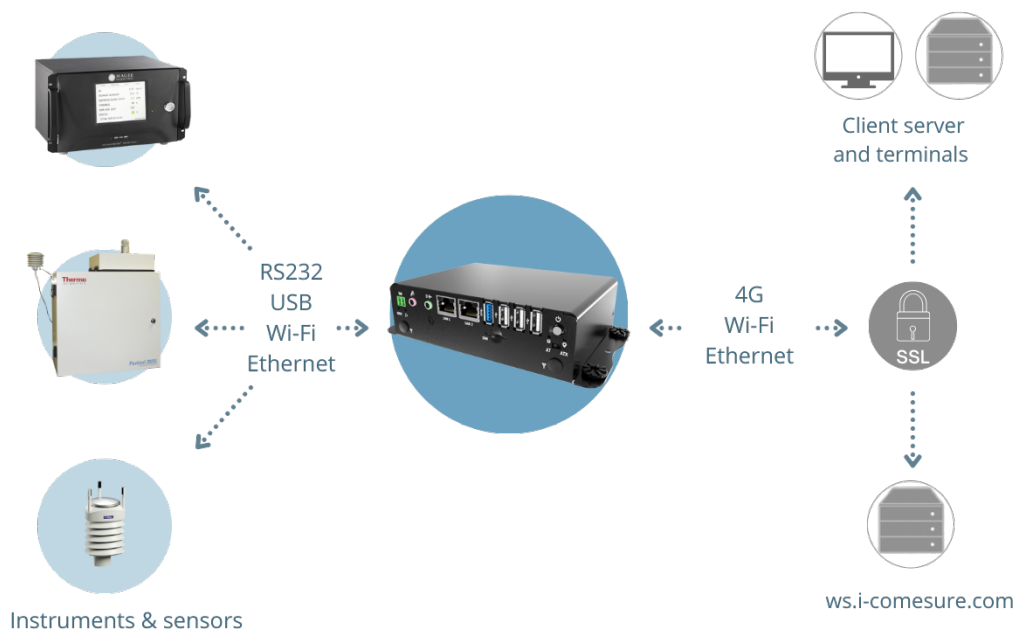 MAGEE
Client server
and terminals
RS232
USB
Wi-Fi
Ethernet
Thermo
4G
Wi-Fi
Ethernet
SSL
Instruments & sensors
ws.i-comesure.com